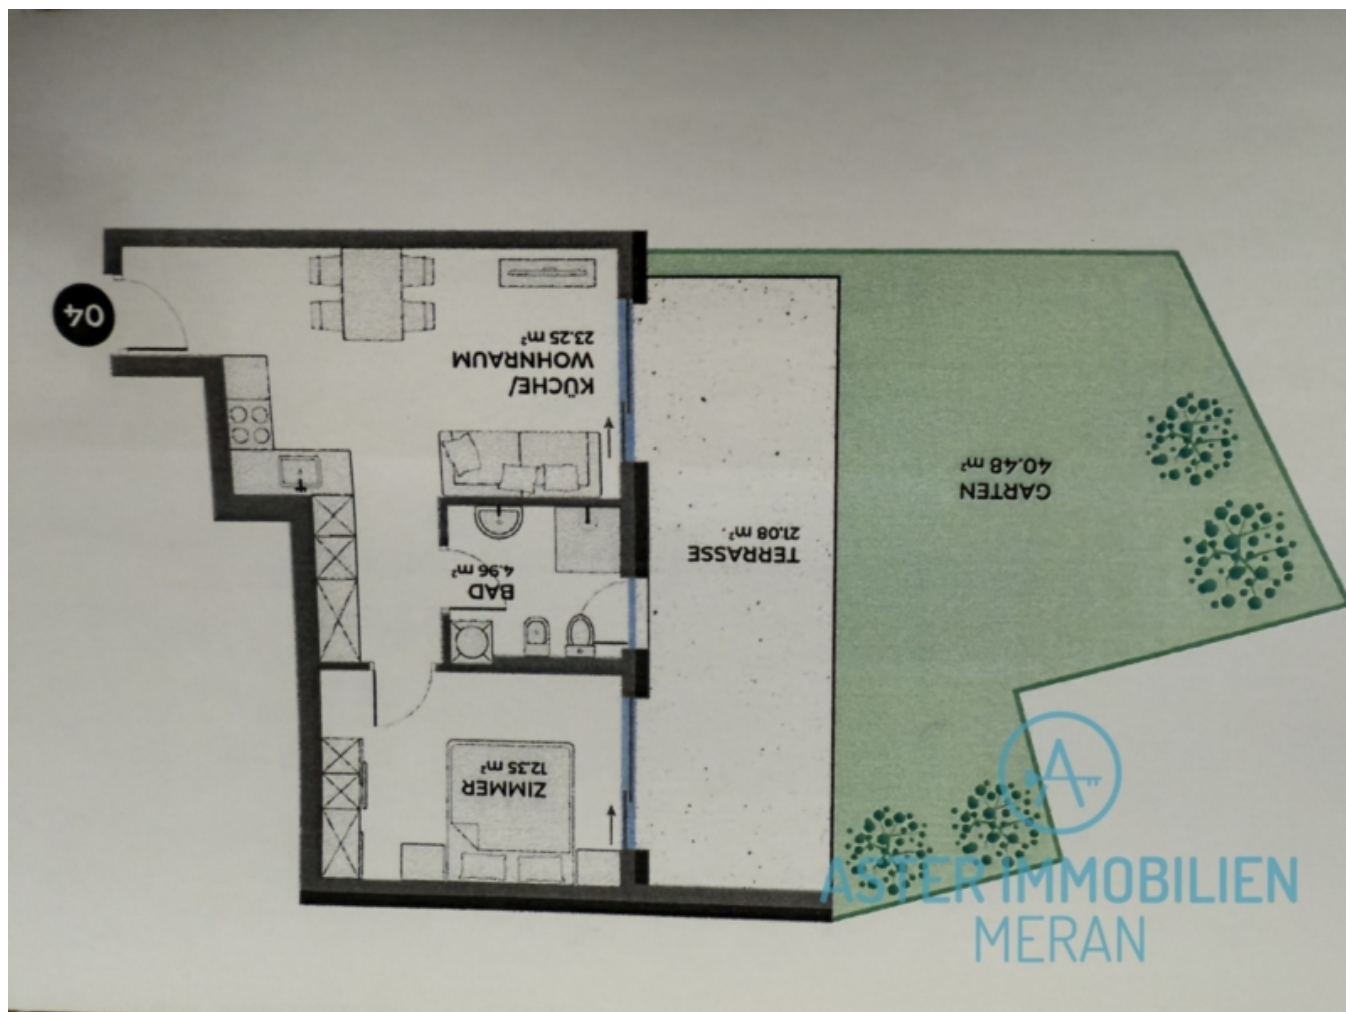 04
KÜCHE/
WOHNRAUM
23.25 m²
BAD
4.96 m²
ZIMMER
12.35 m²
TERRASSE
21.08 m²
GARTEN
40.48 m²
A
ASTER IMMOBILIEN
MERAN